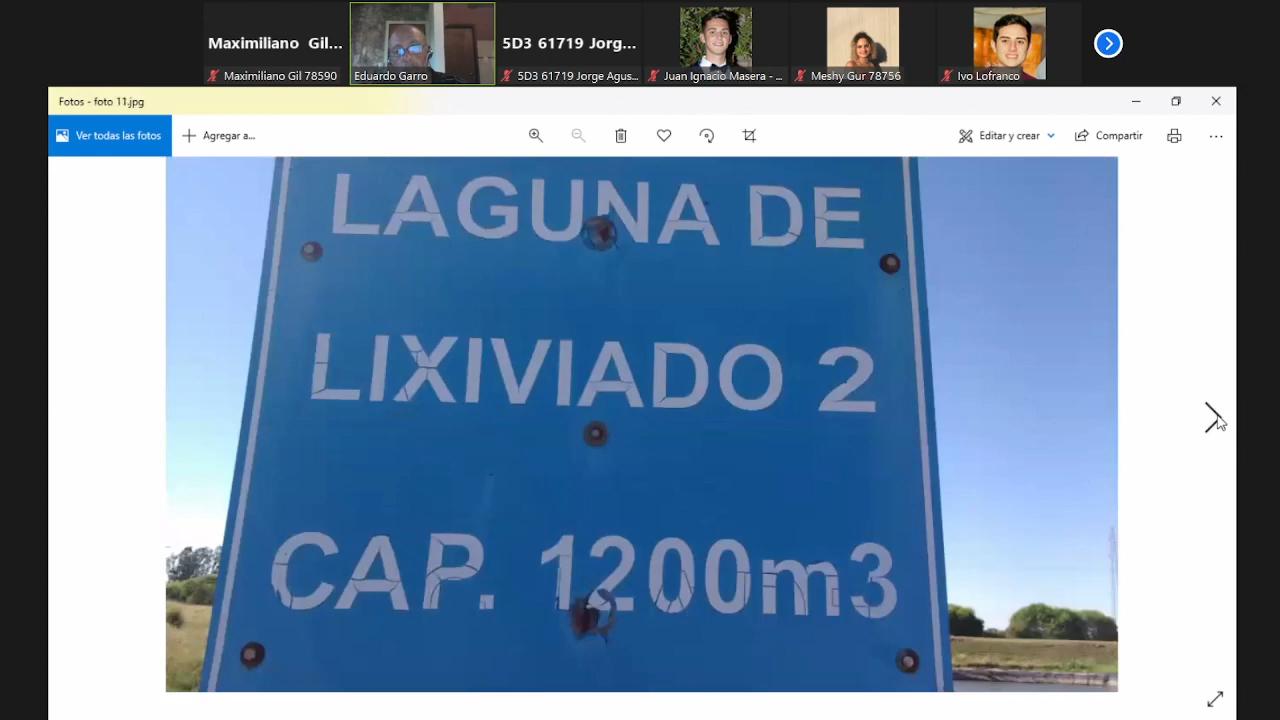 Maximiliano Gil...
5D3 61719 Jorg...
Maximiliano Gil 78590
Eduardo Garro
5D3 61719 Jorge Agus...
Juan Ignacio Masera - ...
Meshy Gur 78756
Ivo Lofranco
Fotos - foto 11.jpg
Ver todas las fotos
Agregar a...
Editar y crear
Compartir
LAGUNA DE
LIXIVIADO 2
CAP. 1200m3